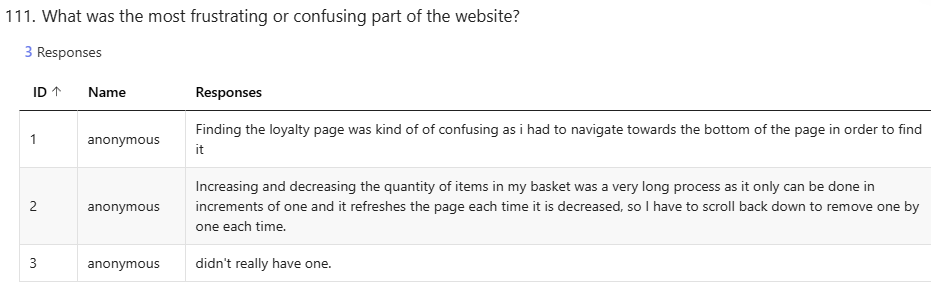 111. What was the most frustrating or confusing part of the website?
3 Responses
ID ↑ Name Responses
1 anonymous Finding the loyalty page was kind of of confusing as i had to navigate towards the bottom of the page in order to find
it
2 anonymous Increasing and decreasing the quantity of items in my basket was a very long process as it only can be done in
increments of one and it refreshes the page each time it is decreased, so I have to scroll back down to remove one by
one each time.
3 anonymous didn't really have one.